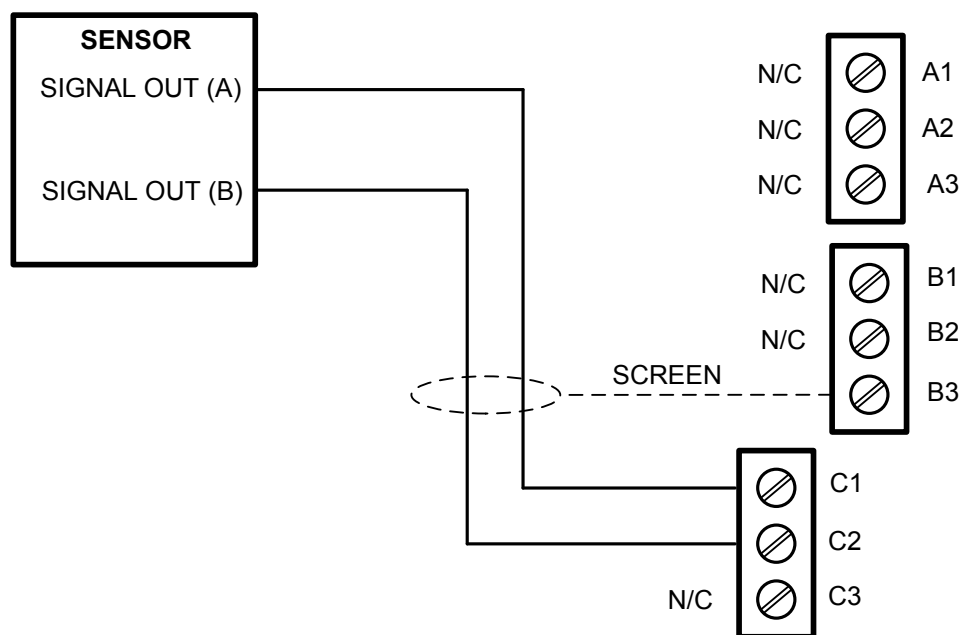 SENSOR
SIGNAL OUT (A)
SIGNAL OUT (B)
N/C A1
N/C A2
N/C A3
N/C B1
N/C B2
SCREEN B3
C1
C2
N/C C3